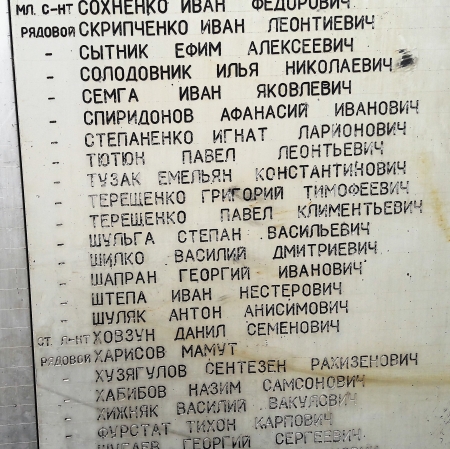 МЛ. С-НТ СОХНЕНКО ИВАН ФЕДОРОВИЧ
РЯДОВОЙ СКРИПЧЕНКО ИВАН ЛЕОНТИЕВИЧ
- СЫТНИК ЕФИМ АЛЕКСЕЕВИЧ
- СОЛОДОВНИК ИЛЬЯ НИКОЛАЕВИЧ
- СЕМГА ИВАН ЯКОВЛЕВИЧ
- СПИРИДОНОВ АФАНАСИЙ ИВАНОВИЧ
- СТЕПАНЕНКО ИГНАТ ЛАРИОНОВИЧ
- ТЮТЮН ПАВЕЛ ЛЕОНТЬЕВИЧ
- ТУЗАК ЕМЕЛЬЯН КОНСТАНТИНОВИЧ
- ТЕРЕЩЕНКО ГРИГОРИЙ ТИМОФЕЕВИЧ
- ТЕРЕЩЕНКО ПАВЕЛ КЛИМЕНТЬЕВИЧ
- ШУЛЬГА СТЕПАН ВАСИЛЬЕВИЧ
- ШИЛКО ВАСИЛИЙ ДМИТРИЕВИЧ
- ШАПРАН ГЕОРГИЙ ИВАНОВИЧ
- ШТЕПА ИВАН НЕСТЕРОВИЧ
- ШУЛЯК АНТОН АНИСИМОВИЧ
СТ. Л-НТ ХОВЗУН ДАНИЛ СЕМЕНОВИЧ
РЯДОВОЙ ХАРИСОВ МАМУТ
- ХУЗЯГУЛОВ СЕНТЕЗЕН РАХИЗЕНОВИЧ
- ХАБИБОВ НАЗИМ САМСОНОВИЧ
- ХИЖНЯК ВАСИЛИЙ ВАКУЛОВИЧ
- ФУРСТАТ ТИХОН КАРПОВИЧ
- ГЕОРГИЙ СЕРГЕЕВИЧ